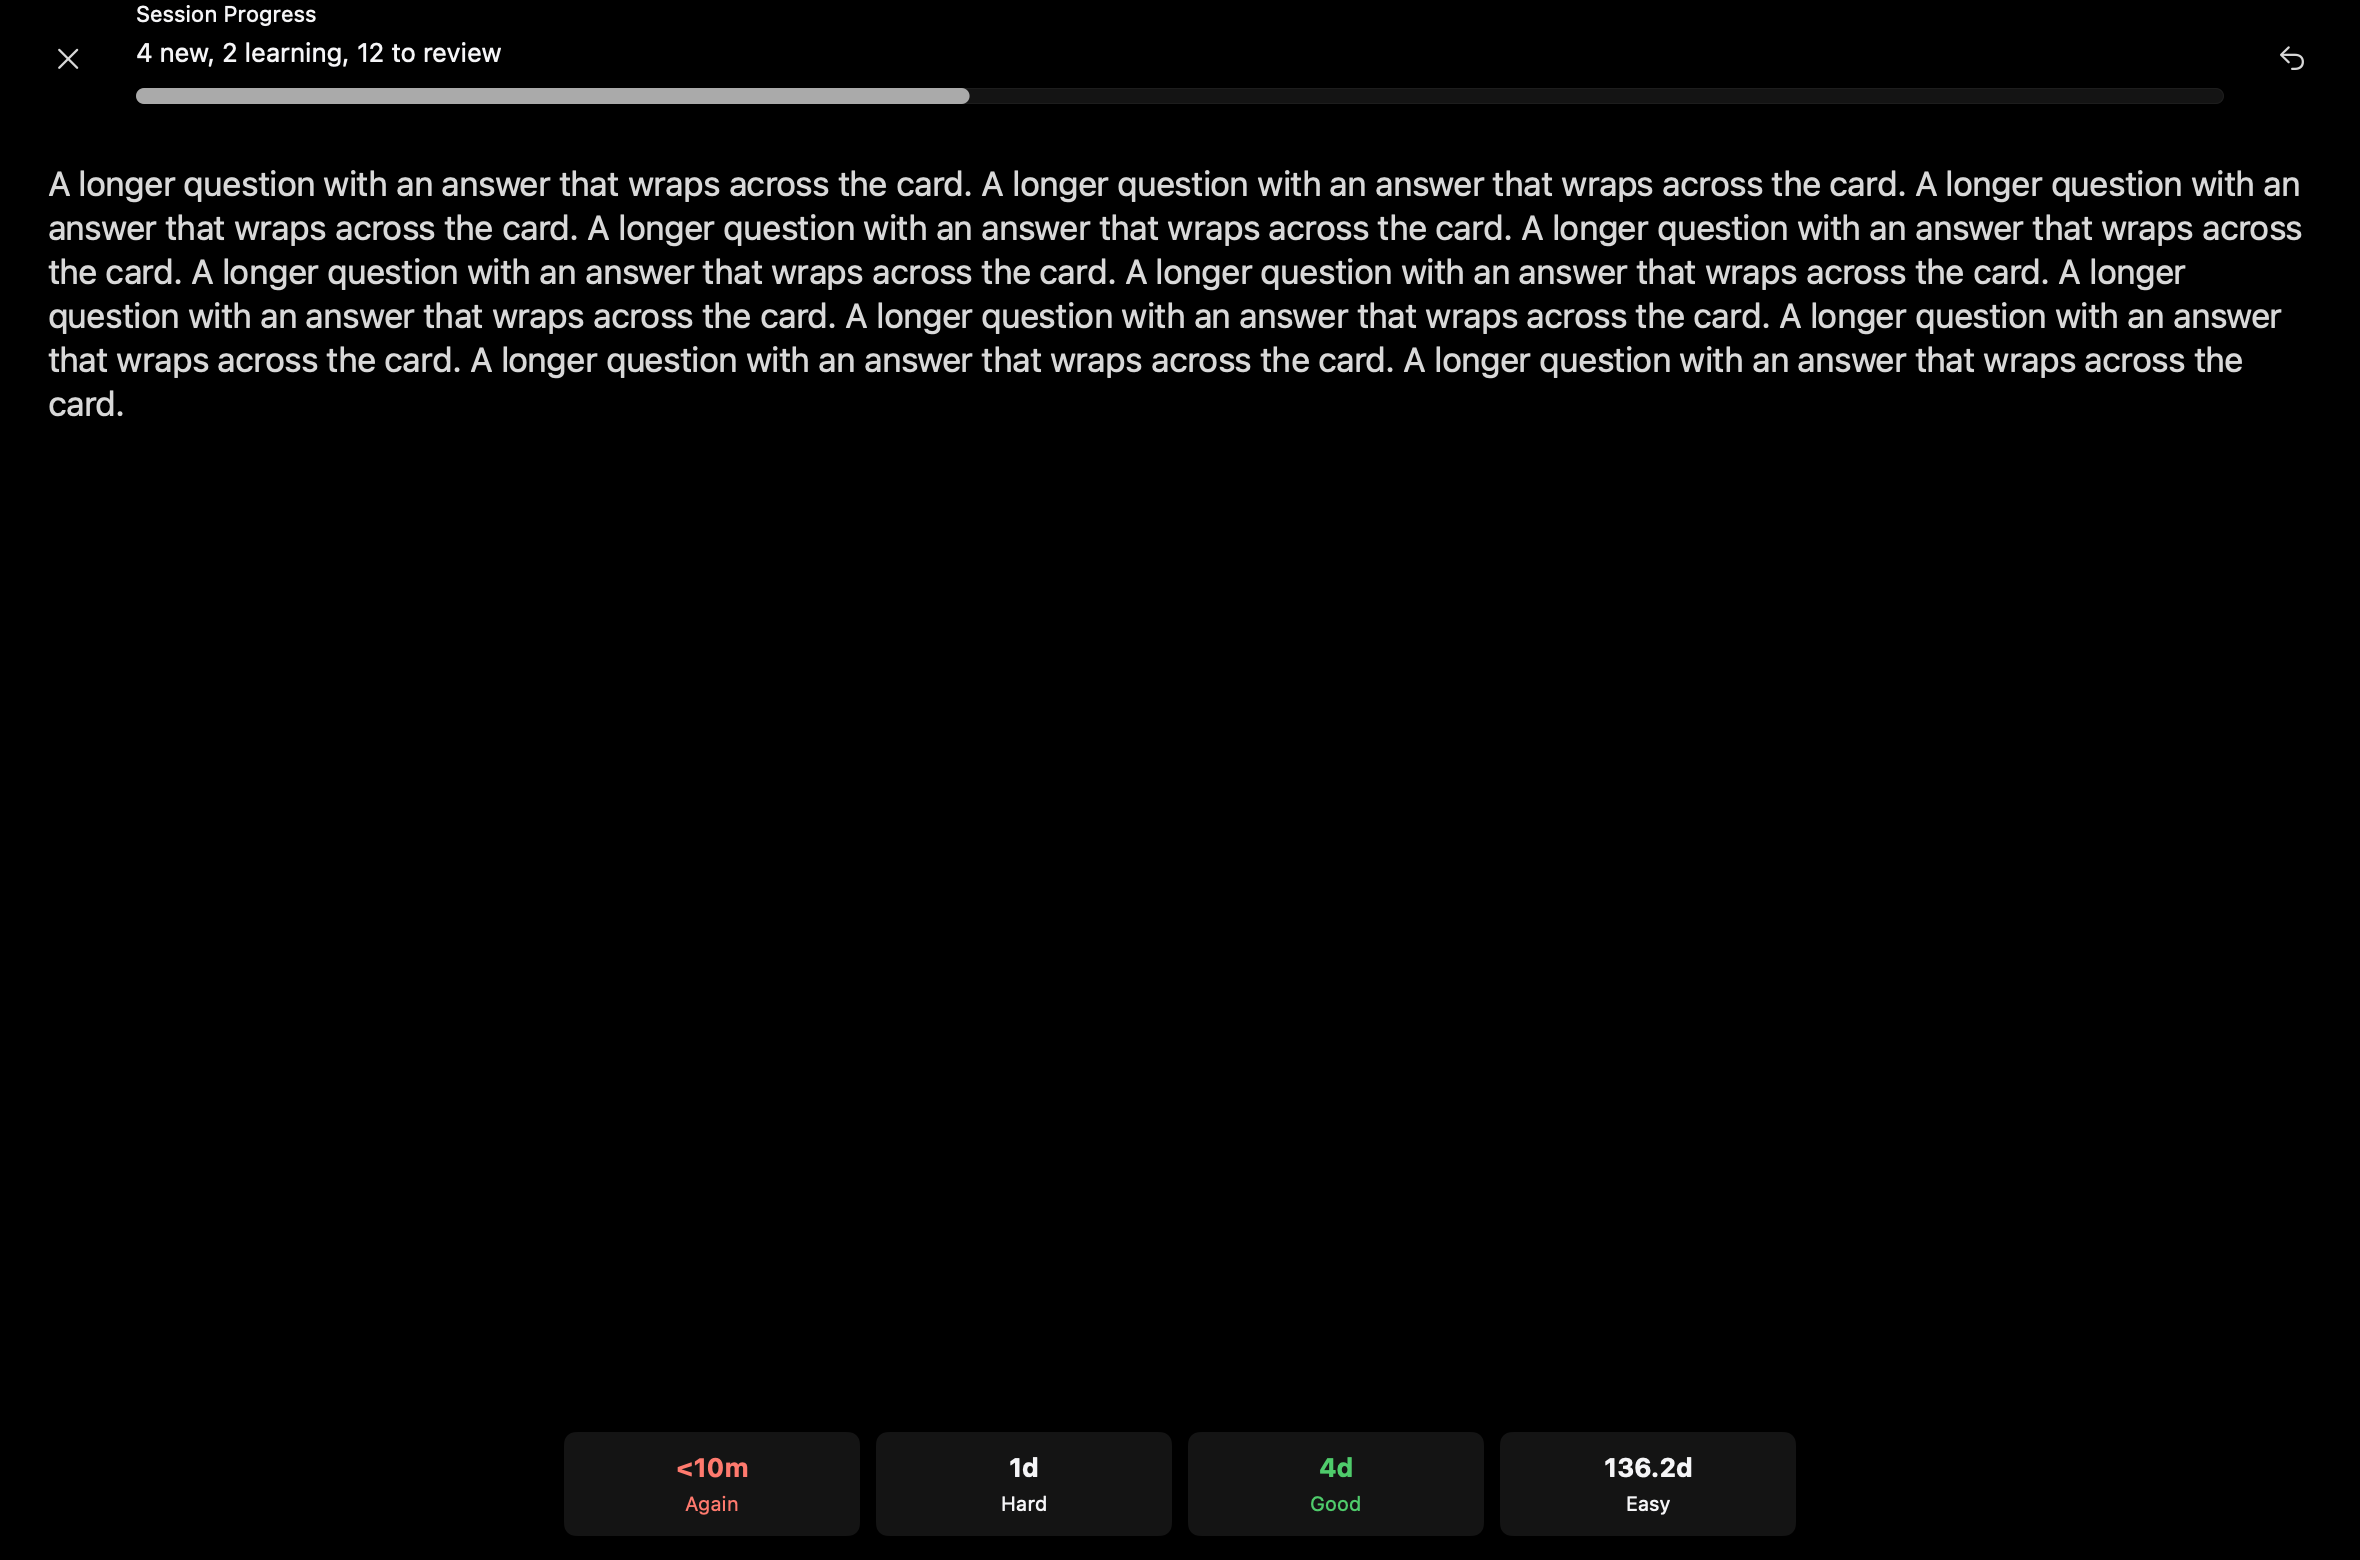 Session Progress
4 new, 2 learning, 12 to review
A longer question with an answer that wraps across the card. A longer question with an answer that wraps across the card. A longer question with an
answer that wraps across the card. A longer question with an answer that wraps across the card. A longer question with an answer that wraps across
the card. A longer question with an answer that wraps across the card. A longer question with an answer that wraps across the card. A longer
question with an answer that wraps across the card. A longer question with an answer that wraps across the card. A longer question with an answer
that wraps across the card. A longer question with an answer that wraps across the card. A longer question with an answer that wraps across the
card.
<10m
Again
1d
Hard
4d
Good
136.2d
Easy